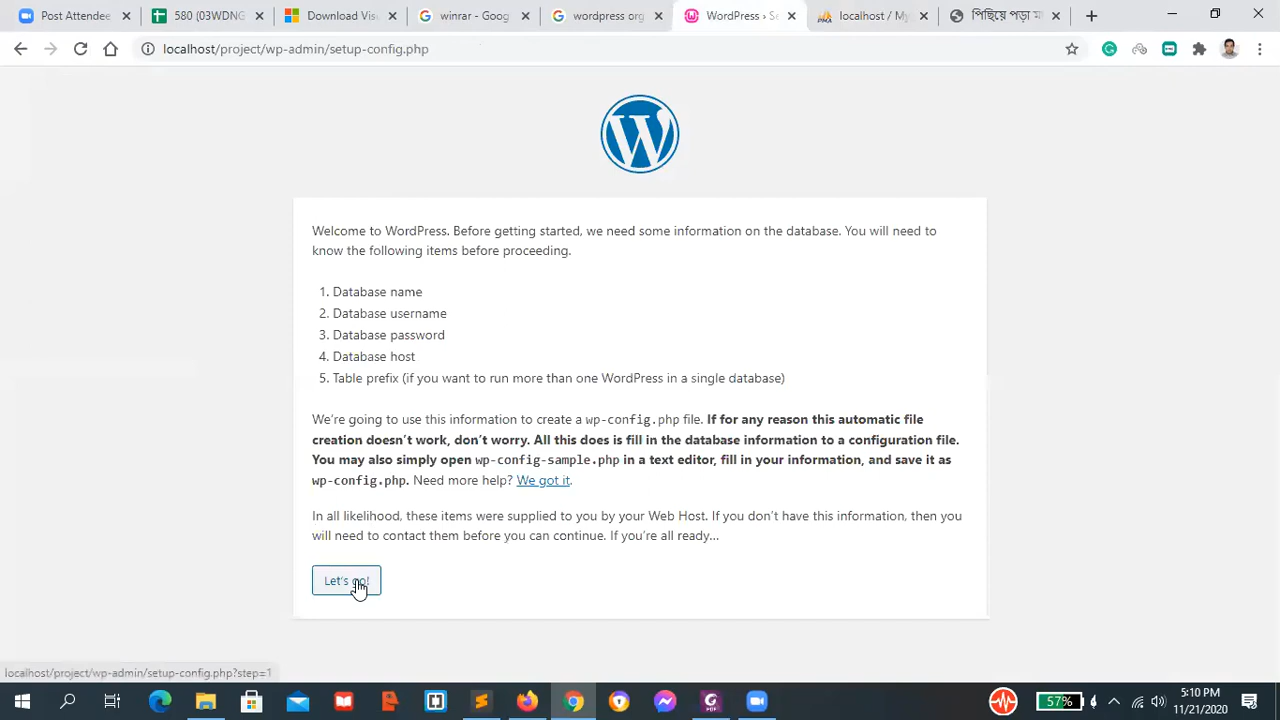 Post Attendee
580 (03WDNG
Download Vis
winrar - Goog
wordpress org
WordPress › Se
localhost / My
পিছিয়ে পড়া ম
localhost/project/wp-admin/setup-config.php
W
Welcome to WordPress. Before getting started, we need some information on the database. You will need to
know the following items before proceeding.
1. Database name
2. Database username
3. Database password
4. Database host
5. Table prefix (if you want to run more than one WordPress in a single database)
We're going to use this information to create a wp-config.php file. If for any reason this automatic file
creation doesn't work, don't worry. All this does is fill in the database information to a configuration file.
You may also simply open wp-config-sample.php in a text editor, fill in your information, and save it as
wp-config.php. Need more help? We got it.
In all likelihood, these items were supplied to you by your Web Host. If you don't have this information, then you
will need to contact them before you can continue. If you're all ready…
Let's go!
localhost/project/wp-admin/setup-config.php?step=1
57%
5:10 PM
11/21/2020